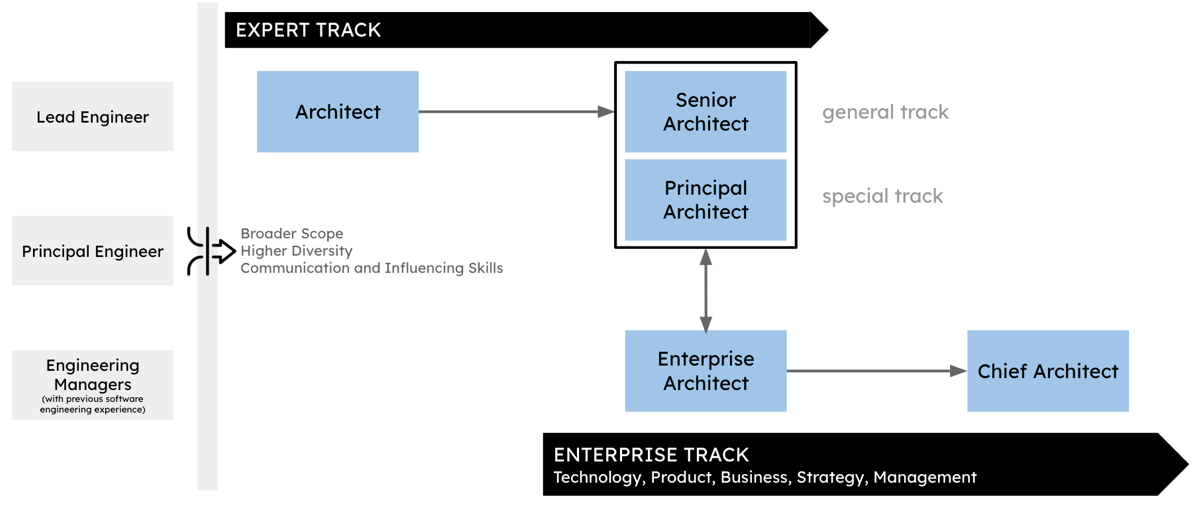 EXPERT TRACK
Lead Engineer
Architect
Senior
Architect
general track
Principal
Architect
special track
Principal Engineer
Broader Scope
Higher Diversity
Communication and Influencing Skills
Engineering
Managers
(with previous software
engineering experience)
Enterprise
Architect
Chief Architect
ENTERPRISE TRACK
Technology, Product, Business, Strategy, Management